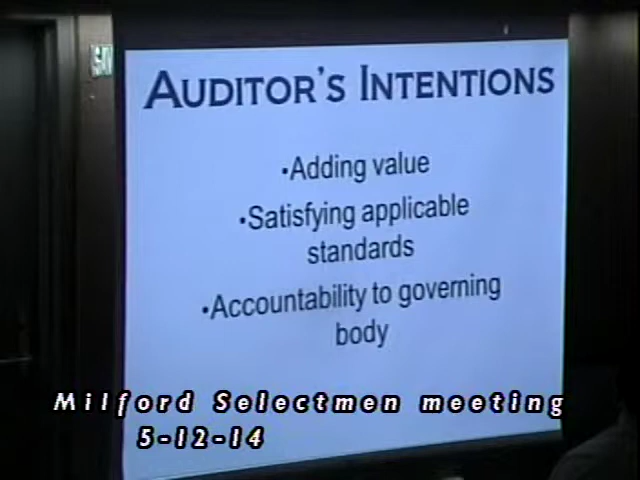 AUDITOR'S INTENTIONS
•Adding value
•Satisfying applicable
standards
•Accountability to governing
body
Milford Selectmen meeting
5-12-14